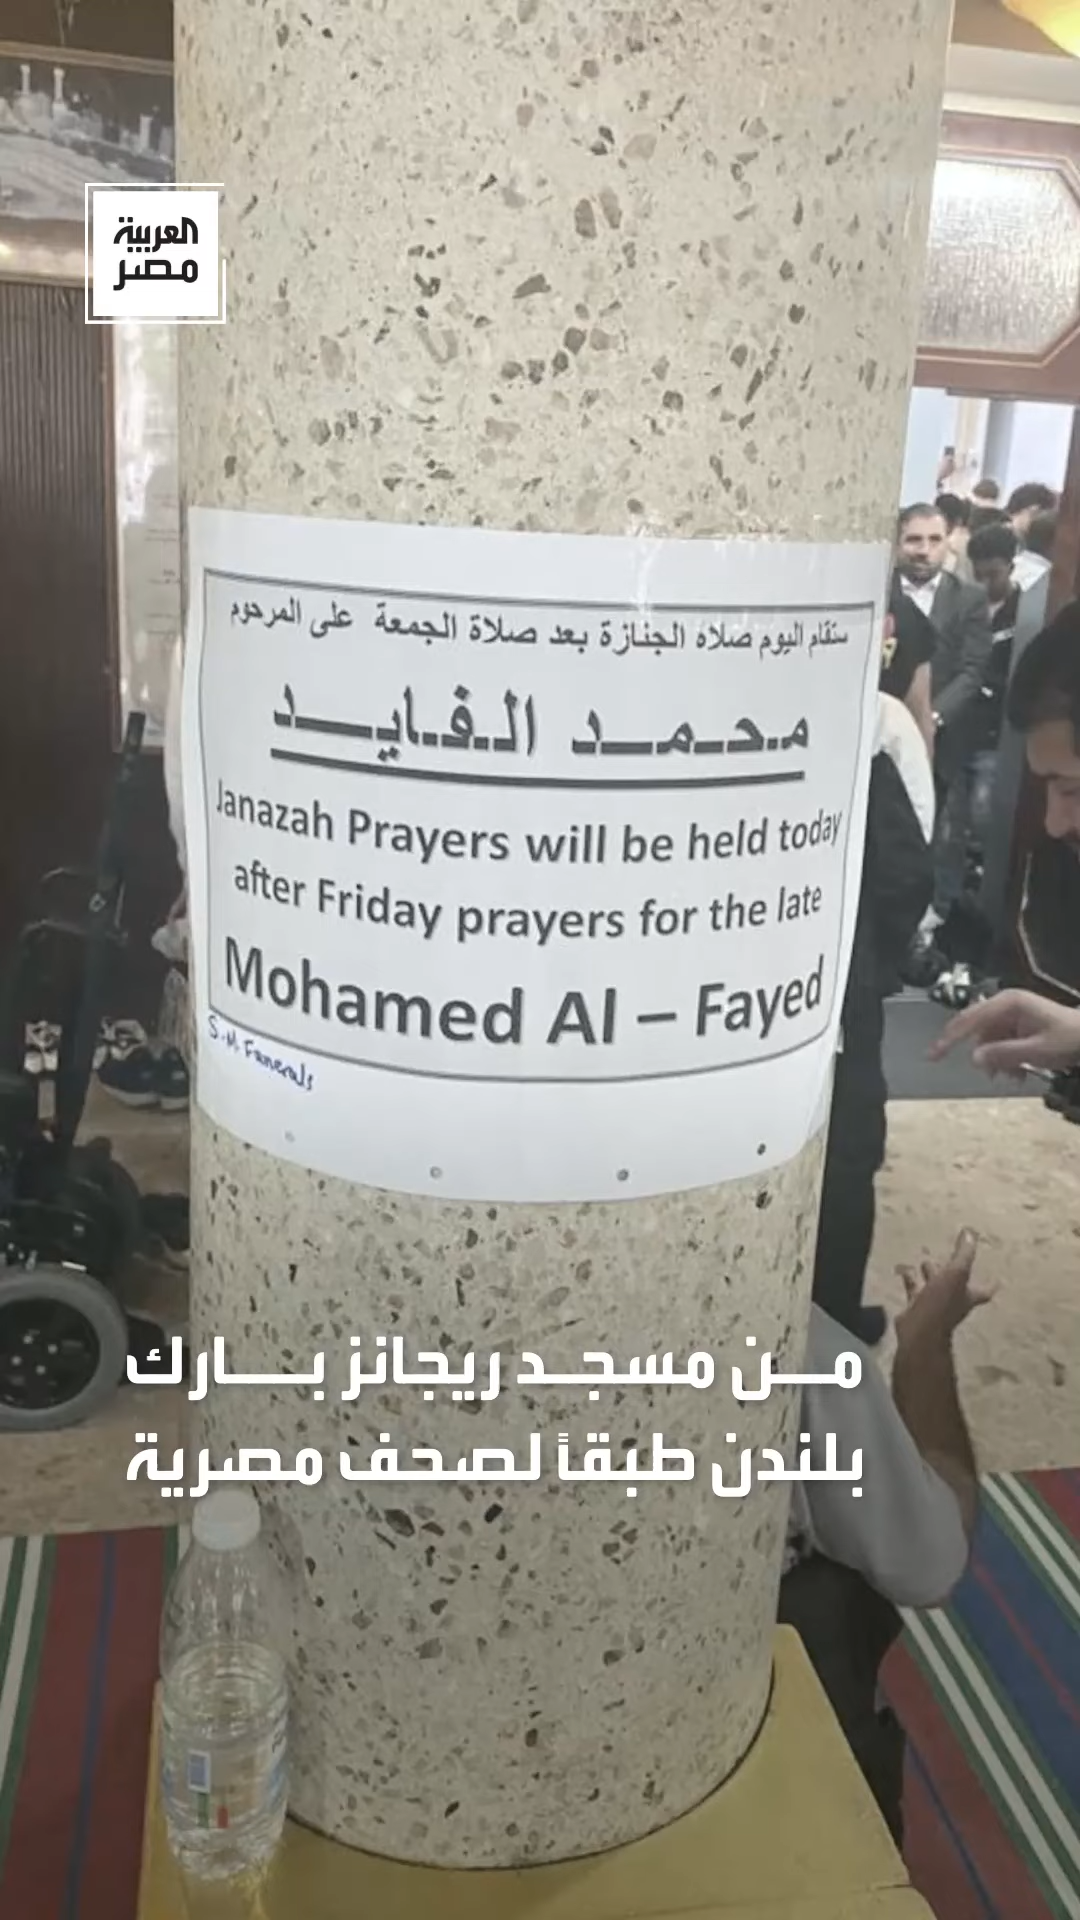 العربية
مصر
ستقام اليوم صلاه الجنازة بعد صلاة الجمعة على المرحوم
محمد الفايد
Janazah Prayers will be held today
after Friday prayers for the late
Mohamed Al – Fayed
S.M. Funerals
من مسجد ريجانز بارك
بلندن طبقاً لصحف مصرية